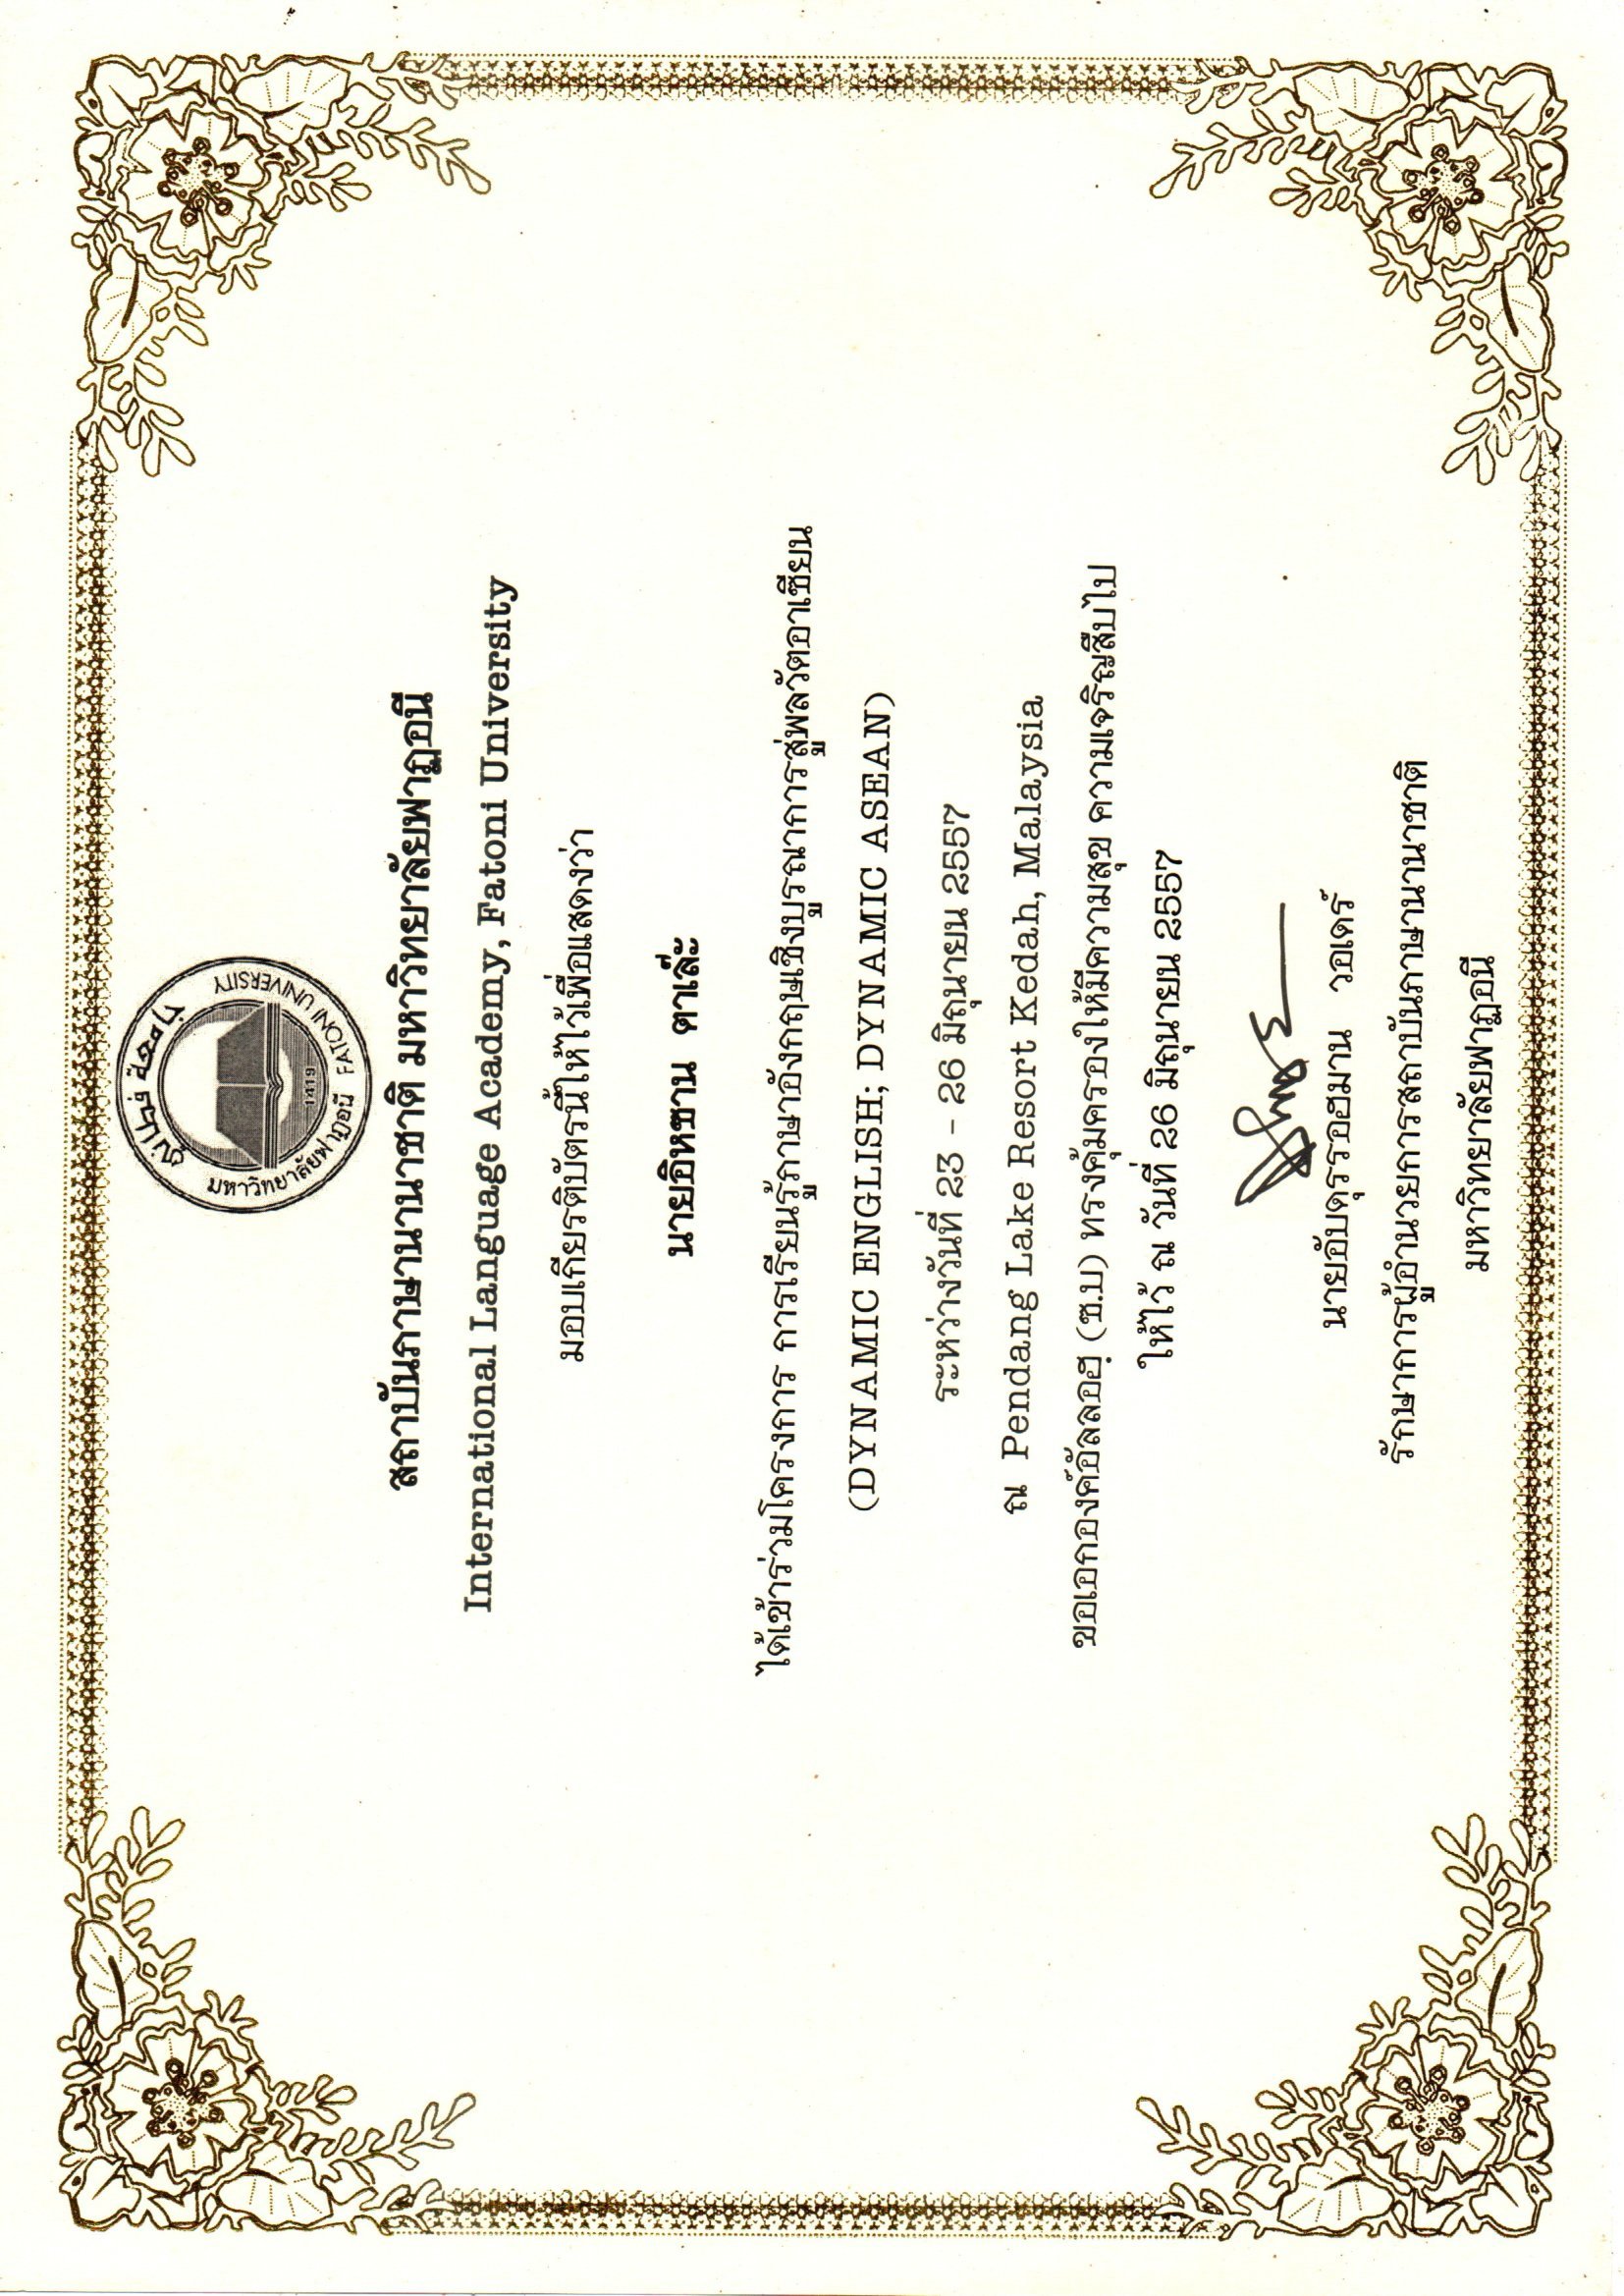 جامعة فطاني
มหาวิทยาลัยฟาฏอนี FATONI UNIVERSITY
1419
สถาบันภาษานานาชาติ มหาวิทยาลัยฟาฏอนี
International Language Academy, Fatoni University
มอบเกียรติบัตรนี้ให้ไว้เพื่อแสดงว่า
นายอิหซาน ตาเล๊ะ
ได้เข้าร่วมโครงการ การเรียนรู้ภาษาอังกฤษเชิงบูรณาการสู่พลวัตอาเซียน
(DYNAMIC ENGLISH; DYNAMIC ASEAN)
ระหว่างวันที่ 23 - 26 มิถุนายน 2557
ณ Pendang Lake Resort Kedah, Malaysia
ขอเอกองค์อัลลอฮฺ (ซ.บ) ทรงคุ้มครองให้มีความสุข ความเจริญสืบไป
ให้ไว้ ณ วันที่ 26 มิถุนายน 2557
นายอับดุรรอฮมาน วอเดร์
รักษาการผู้อำนวยการสถาบันภาษานานาชาติ
มหาวิทยาลัยฟาฏอนี